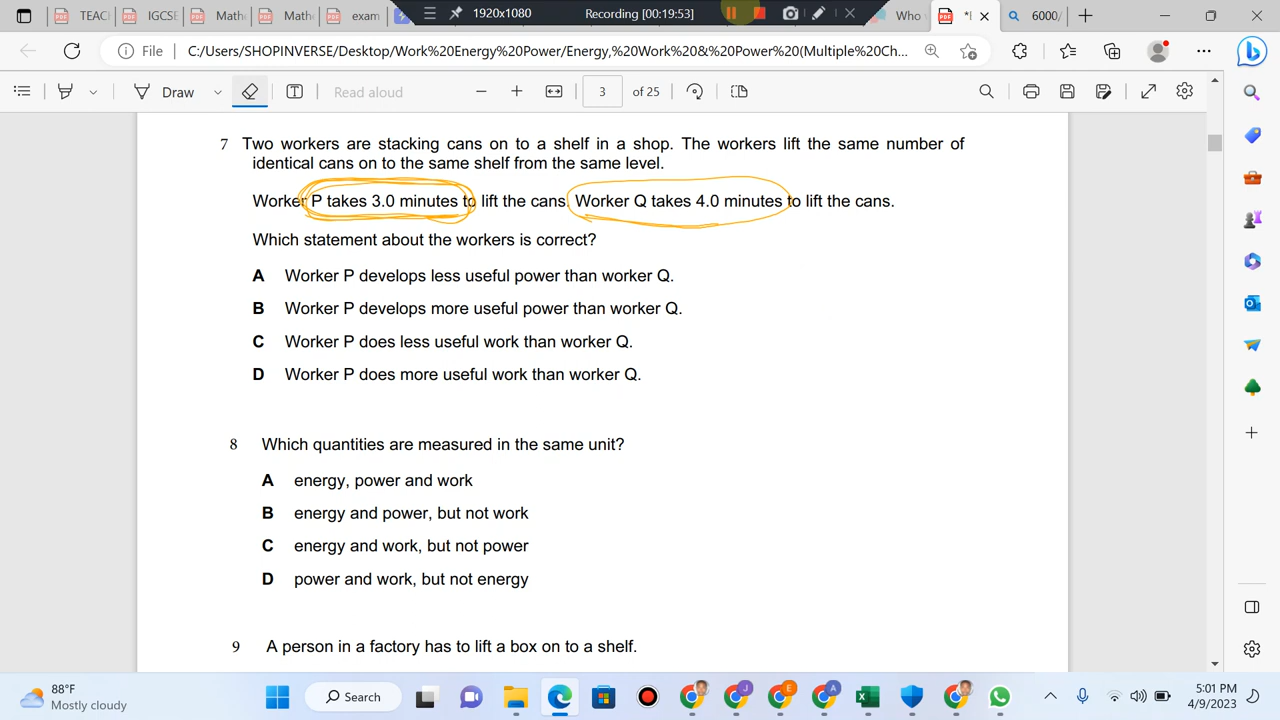 TEAC
IGCSE
Math
Mathe
exam
1920x1080
Recording [00:19:53]
Who
6000/
File
C:/Users/SHOPINVERSE/Desktop/Work%20Energy%20Power/Energy,%20Work%20&%20Power%20(Multiple%20Ch...
Draw
Read aloud
3
of 25
7 Two workers are stacking cans on to a shelf in a shop. The workers lift the same number of
identical cans on to the same shelf from the same level.
Worker P takes 3.0 minutes to lift the cans. Worker Q takes 4.0 minutes to lift the cans.
Which statement about the workers is correct?
A Worker P develops less useful power than worker Q.
B Worker P develops more useful power than worker Q.
C Worker P does less useful work than worker Q.
D Worker P does more useful work than worker Q.
8 Which quantities are measured in the same unit?
A energy, power and work
B energy and power, but not work
C energy and work, but not power
D power and work, but not energy
9 A person in a factory has to lift a box on to a shelf.
88°F
Mostly cloudy
Search
J
E
A
5:01 PM
4/9/2023